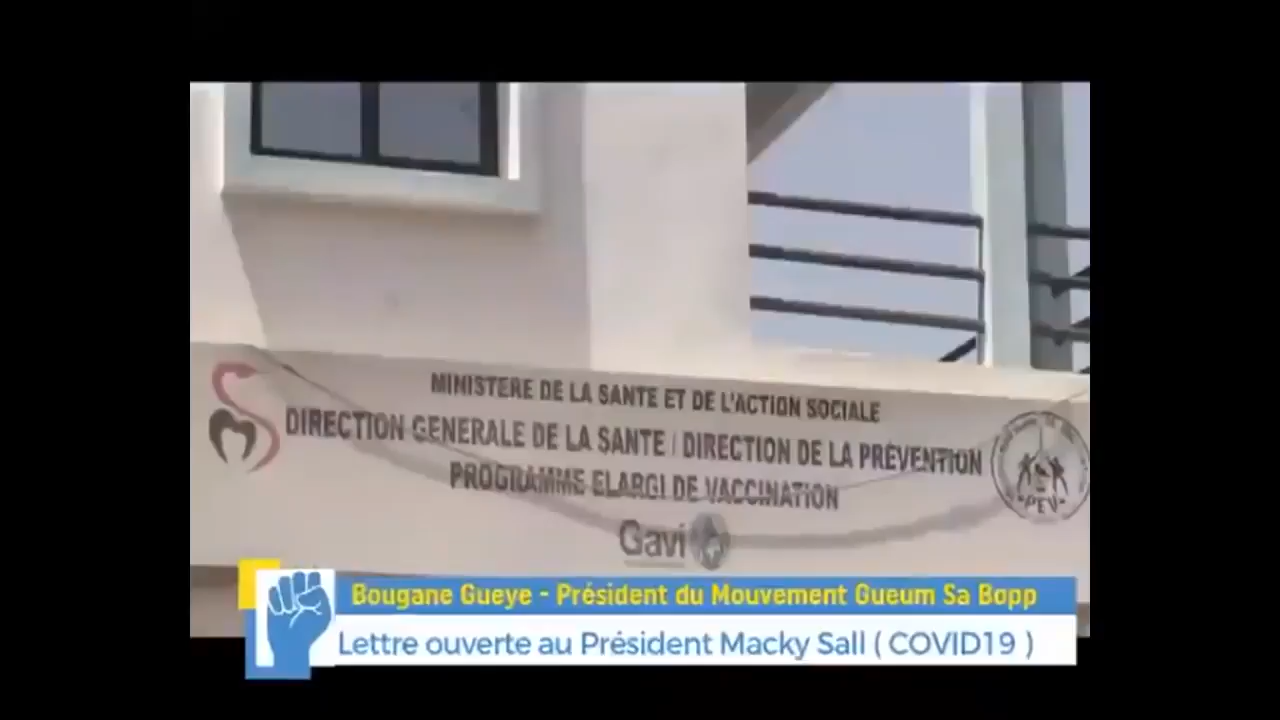 MINISTERE DE LA SANTE ET DE L'ACTION SOCIALE
DIRECTION GENERALE DE LA SANTE / DIRECTION DE LA PRÉVENTION
PROGRAMME ELARGI DE VACCINATION
Gavi
PEV
Bougane Gueye - Président du Mouvement Gueum Sa Bopp
Lettre ouverte au Président Macky Sall ( COVID19 )